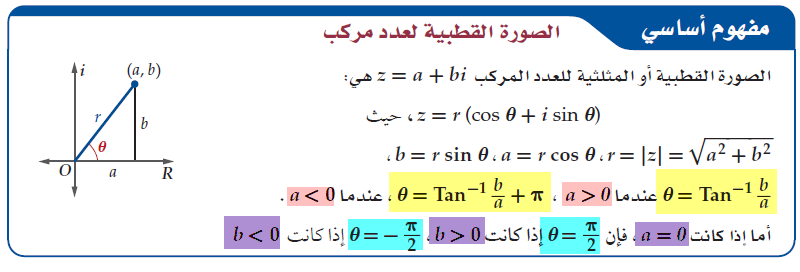 مفهوم أساسي
الصورة القطبية لعدد مركب
الصورة القطبية أو المثلثية للعدد المركب z = a + bi هي:
z = r (cos θ + i sin θ)، حيث
r = |z| = √(a² + b²)، a = r cos θ، b = r sin θ،
θ = Tan⁻¹ b/a عندما a > 0، θ = Tan⁻¹ b/a + π، عندما a < 0.
أما إذا كانت a = 0، فإن θ = π/2 إذا كانت b > 0، θ = −π/2 إذا كانت b < 0
i
(a, b)
r
b
θ
O
a
R